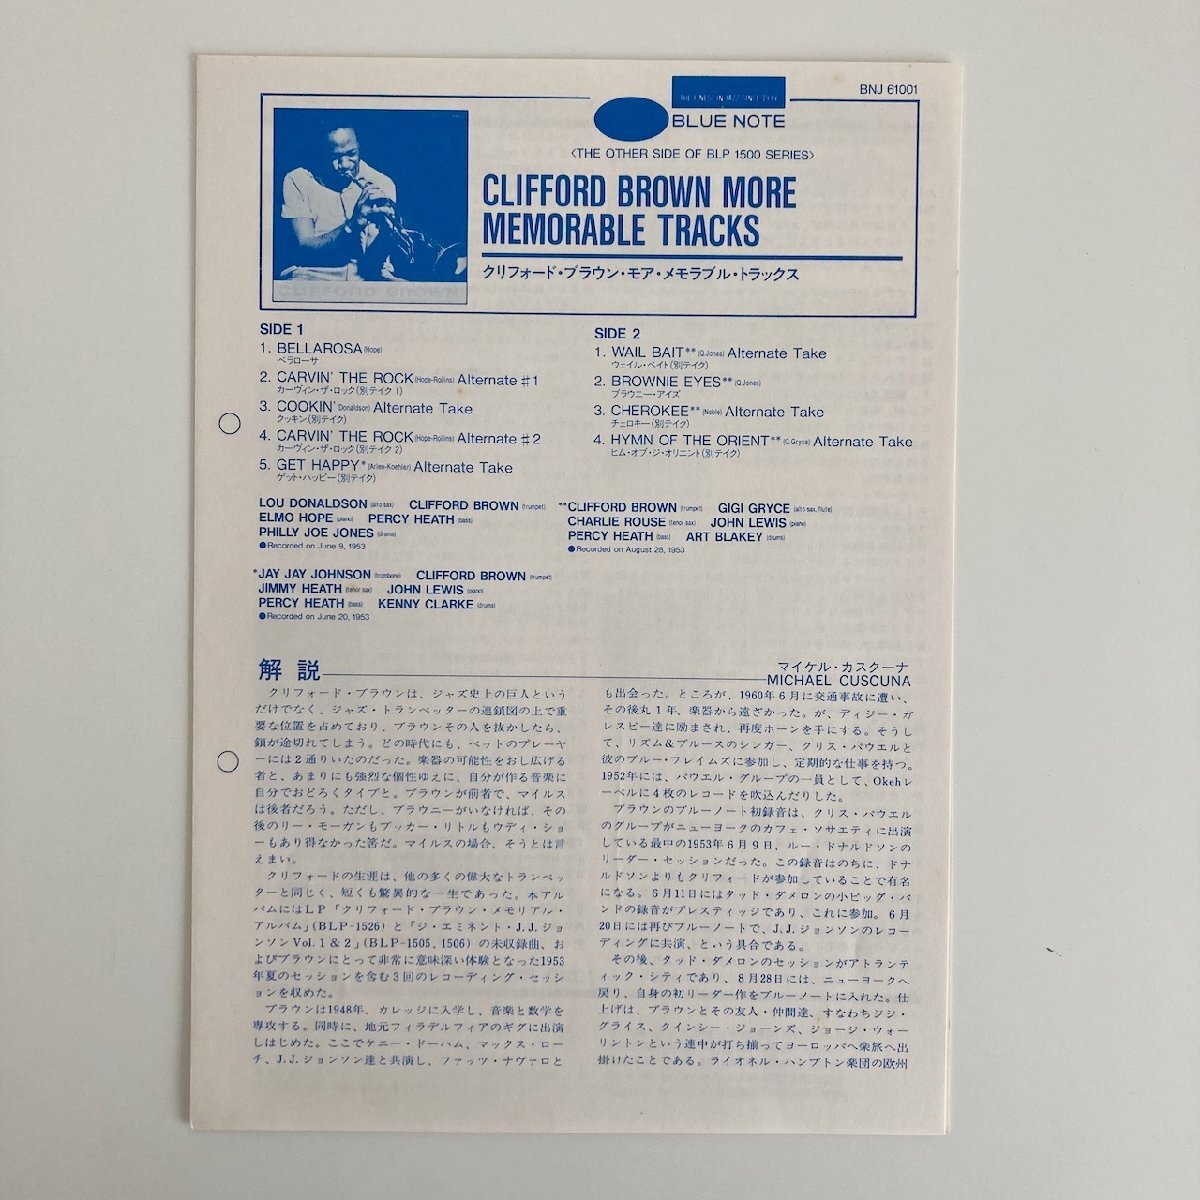 BNJ 61001
THE FINEST IN JAZZ SINCE 1939
BLUE NOTE
〈THE OTHER SIDE OF BLP 1500 SERIES〉
CLIFFORD BROWN MORE
MEMORABLE TRACKS
クリフォード・ブラウン・モア・メモラブル・トラックス
CLIFFORD BROWN
SIDE 1
1. BELLAROSA (Hope)
ベラローサ
2. CARVIN' THE ROCK (Hope-Rollins) Alternate #1
カーヴィン・ザ・ロック(別テイク 1)
3. COOKIN' (Donaldson) Alternate Take
クッキン(別テイク)
4. CARVIN' THE ROCK (Hope-Rollins) Alternate #2
カーヴィン・ザ・ロック(別テイク 2)
5. GET HAPPY* (Arlen-Koehler) Alternate Take
ゲット・ハッピー(別テイク)
SIDE 2
1. WAIL BAIT** (Q.Jones) Alternate Take
ウェイル・ベイト(別テイク)
2. BROWNIE EYES** (Q.Jones)
ブラウニー・アイズ
3. CHEROKEE** (Noble) Alternate Take
チェロキー(別テイク)
4. HYMN OF THE ORIENT** (G.Gryce) Alternate Take
ヒム・オブ・ジ・オリエント(別テイク)
LOU DONALDSON (alto sax) CLIFFORD BROWN (trumpet)
ELMO HOPE (piano) PERCY HEATH (bass)
PHILLY JOE JONES (drums)
●Recorded on June 9, 1953
*JAY JAY JOHNSON (trombone) CLIFFORD BROWN (trumpet)
JIMMY HEATH (tenor sax) JOHN LEWIS (piano)
PERCY HEATH (bass) KENNY CLARKE (drums)
●Recorded on June 20, 1953
**CLIFFORD BROWN (trumpet) GIGI GRYCE (alto sax, flute)
CHARLIE ROUSE (tenor sax) JOHN LEWIS (piano)
PERCY HEATH (bass) ART BLAKEY (drums)
●Recorded on August 28, 1953
解説
マイケル・カスクーナ
MICHAEL CUSCUNA
クリフォード・ブラウンは、ジャズ史上の巨人という
だけでなく、ジャズ・トランペッターの連鎖図の上で重
要な位置を占めており、ブラウンその人を抜かしたら、
鎖が途切れてしまう。どの時代にも、ペットのプレーヤ
ーには2通りいたのだった。楽器の可能性をおし広げる
者と、あまりにも強烈な個性ゆえに、自分が作る音楽に
自分でおどろくタイプと。ブラウンが前者で、マイルス
は後者だろう。ただし、ブラウニーがいなければ、その
後のリー・モーガンもブッカー・リトルもウディ・ショ
ーもあり得なかった筈だ。マイルスの場合、そうとは言
えまい。
クリフォードの生涯は、他の多くの偉大なトランペッ
ターと同じく、短くも驚異的な一生であった。本アル
バムにはLP「クリフォード・ブラウン・メモリアル・
アルバム」(BLP-1526)と「ジ・エミネント・J.J.ジョ
ンソンVol.1&2」(BLP-1505, 1506)の未収録曲、お
よびブラウンにとって非常に意味深い体験となった1953
年夏のセッションを含む3回のレコーディング・セッシ
ョンを収めた。
ブラウンは1948年、カレッジに入学し、音楽と数学を
専攻する。同時に、地元フィラデルフィアのギグに出演
しはじめた。ここでケニー・ドーハム、マックス・ロー
チ、J.J.ジョンソン達と共演し、ファッツ・ナヴァロと
も出会った。ところが、1960年6月に交通事故に遭い、
その後丸1年、楽器から遠ざかった。が、ディジー・ガ
レスピー達に励まされ、再度ホーンを手にする。そうし
て、リズム&ブルースのシンガー、クリス・パウエルと
彼のブルー・フレイムズに参加し、定期的な仕事を持つ。
1952年には、パウエル・グループの一員として、Okehレ
ーベルに4枚のレコードを吹込んだりした。
ブラウンのブルーノート初録音は、クリス・パウエル
のグループがニューヨークのカフェ・ソサエティに出演
している最中の1953年6月9日、ルー・ドナルドソンの
リーダー・セッションだった。この録音はのちに、ドナ
ルドソンよりもクリフォードが参加していることで有名
になる。6月11日にはタッド・ダメロンの小ビッグ・バ
ンドの録音がプレスティッジであり、これに参加。6月
20日には再びブルーノートで、J.J.ジョンソンのレコー
ディングに共演、という具合である。
その後、タッド・ダメロンのセッションがアトランテ
ィック・シティであり、8月28日には、ニューヨークへ
戻り、自身の初リーダー作をブルーノートに入れた。仕
上げは、ブラウンとその友人・仲間達、すなわちジジ・
グライス、クインシー・ジョーンズ、ジョージ・ウォー
リントンという連中が打ち揃ってヨーロッパへ楽旅へ出
掛けたことである。ライオネル・ハンプトン楽団の欧州